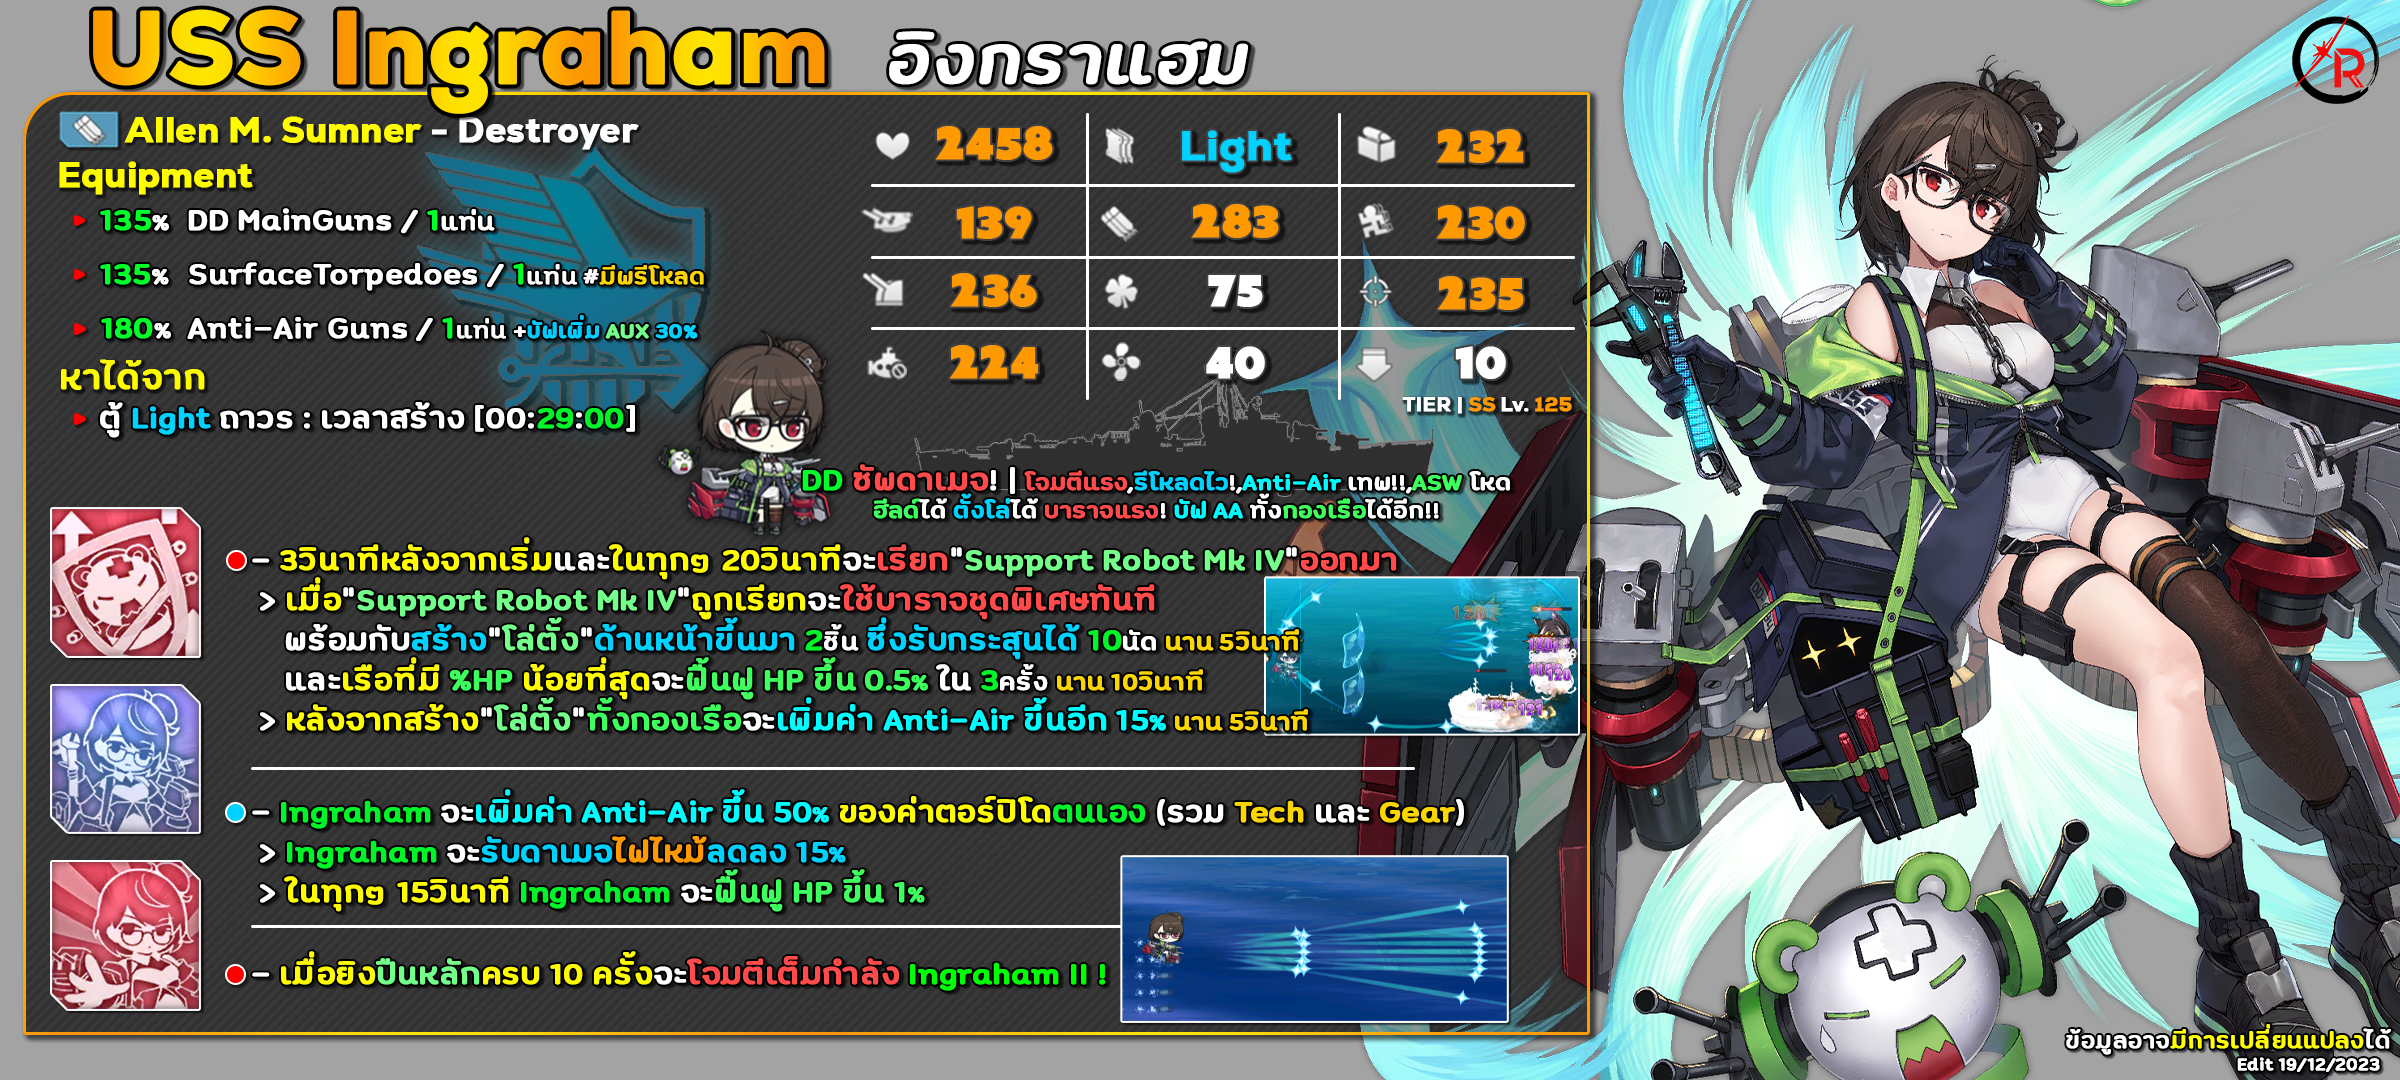 USS Ingraham อิงกราแฮม
Allen M. Sumner - Destroyer
Equipment
135% DD MainGuns / 1แท่น
135% SurfaceTorpedoes / 1แท่น #มีพรีโหลด
180% Anti-Air Guns / 1แท่น +บัฟเพิ่ม AUX 30%
หาได้จาก
ตู้ Light ถาวร : เวลาสร้าง [00:29:00]
2458 Light 232
139 283 230
236 75 235
224 40 10
TIER | SS Lv. 125
DD ซัพดาเมจ! | โจมตีแรง,รีโหลดไว!,Anti-Air เทพ!!,ASW โหด
ฮีลด์ได้ ตั้งโล่ได้ บาราจแรง! บัฟ AA ทั้งกองเรือได้อีก!!
- 3วินาทีหลังจากเริ่มและในทุกๆ 20วินาทีจะเรียก"Support Robot Mk IV"ออกมา
> เมื่อ"Support Robot Mk IV"ถูกเรียกจะใช้บาราจชุดพิเศษทันที
พร้อมกับสร้าง"โล่ตั้ง"ด้านหน้าขึ้นมา 2ชิ้น ซึ่งรับกระสุนได้ 10นัด นาน 5วินาที
และเรือที่มี %HP น้อยที่สุดจะฟื้นฟู HP ขึ้น 0.5% ใน 3ครั้ง นาน 10วินาที
> หลังจากสร้าง"โล่ตั้ง"ทั้งกองเรือจะเพิ่มค่า Anti-Air ขึ้นอีก 15% นาน 5วินาที
- Ingraham จะเพิ่มค่า Anti-Air ขึ้น 50% ของค่าตอร์ปิโดตนเอง (รวม Tech และ Gear)
> Ingraham จะรับดาเมจไฟไหม้ลดลง 15%
> ในทุกๆ 15วินาที Ingraham จะฟื้นฟู HP ขึ้น 1%
- เมื่อยิงปืนหลักครบ 10 ครั้งจะโจมตีเต็มกำลัง Ingraham II !
R
ข้อมูลอาจมีการเปลี่ยนแปลงได้
Edit 19/12/2023